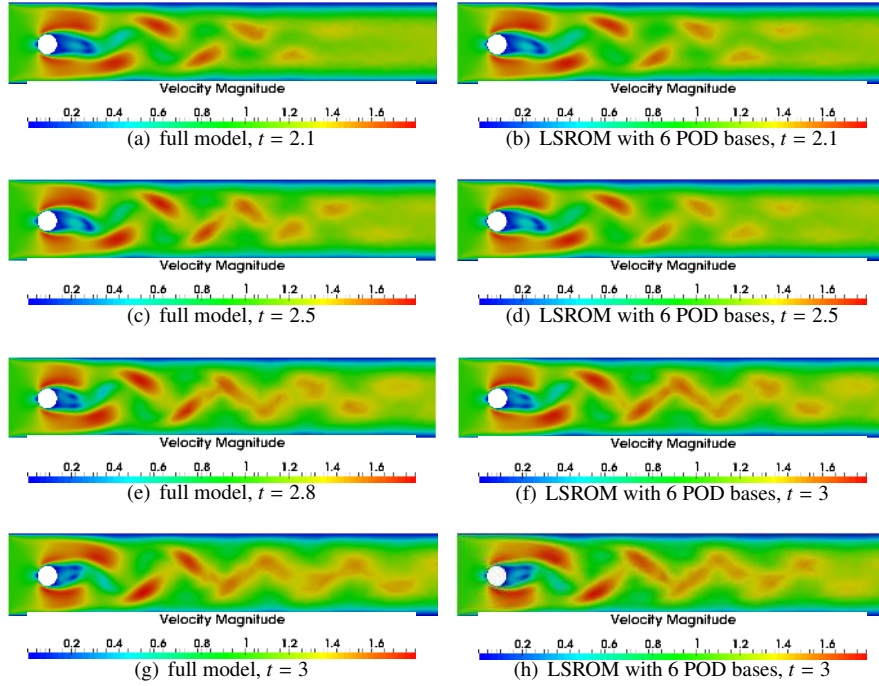 Velocity Magnitude
Velocity Magnitude
0.2 0.4 0.6 0.8 1 1.2 1.4 1.6
0.2 0.4 0.6 0.8 1 1.2 1.4 1.6
(a) full model, t = 2.1
(b) LSROM with 6 POD bases, t = 2.1
Velocity Magnitude
Velocity Magnitude
0.2 0.4 0.6 0.8 1 1.2 1.4 1.6
0.2 0.4 0.6 0.8 1 1.2 1.4 1.6
(c) full model, t = 2.5
(d) LSROM with 6 POD bases, t = 2.5
Velocity Magnitude
Velocity Magnitude
0.2 0.4 0.6 0.8 1 1.2 1.4 1.6
0.2 0.4 0.6 0.8 1 1.2 1.4 1.6
(e) full model, t = 2.8
(f) LSROM with 6 POD bases, t = 3
Velocity Magnitude
Velocity Magnitude
0.2 0.4 0.6 0.8 1 1.2 1.4 1.6
0.2 0.4 0.6 0.8 1 1.2 1.4 1.6
(g) full model, t = 3
(h) LSROM with 6 POD bases, t = 3